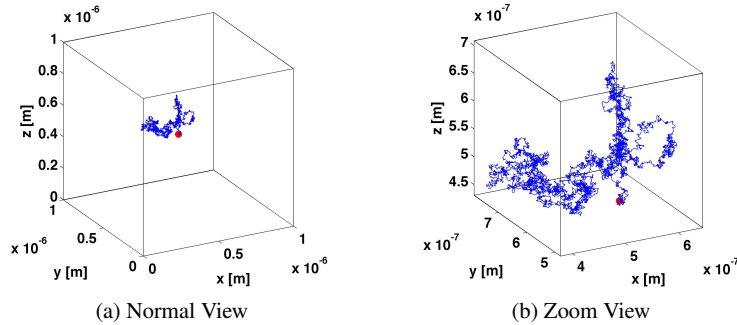 x 10⁻⁶
1
0.8
0.6
0.4
0.2
0
z [m]
1
0.5
0
x 10⁻⁶
y [m]
0
0.5
1
x [m]
x 10⁻⁶
(a) Normal View
x 10⁻⁷
7
6.5
6
5.5
5
4.5
z [m]
7
6
5
x 10⁻⁷
y [m]
4
5
6
x [m]
x 10⁻⁷
(b) Zoom View